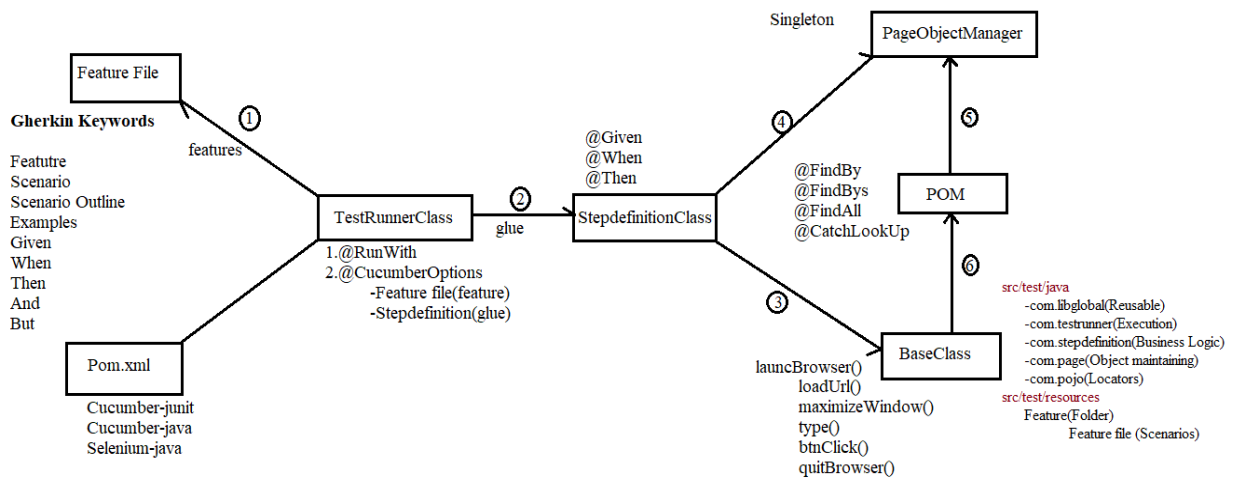 Singleton
PageObjectManager
Feature File
1
4
5
Gherkin Keywords
features
@Given
@When
@Then
Featutre
Scenario
Scenario Outline
Examples
Given
When
Then
And
But
2
TestRunnerClass
glue
StepdefinitionClass
@FindBy
@FindBys
@FindAll
@CatchLookUp
POM
1.@RunWith
2.@CucumberOptions
-Feature file(feature)
-Stepdefinition(glue)
3
6
src/test/java
-com.libglobal(Reusable)
-com.testrunner(Execution)
-com.stepdefinition(Business Logic)
-com.page(Object maintaining)
-com.pojo(Locators)
src/test/resources
Feature(Folder)
Feature file (Scenarios)
Pom.xml
BaseClass
Cucumber-junit
Cucumber-java
Selenium-java
launcBrowser()
loadUrl()
maximizeWindow()
type()
btnClick()
quitBrowser()